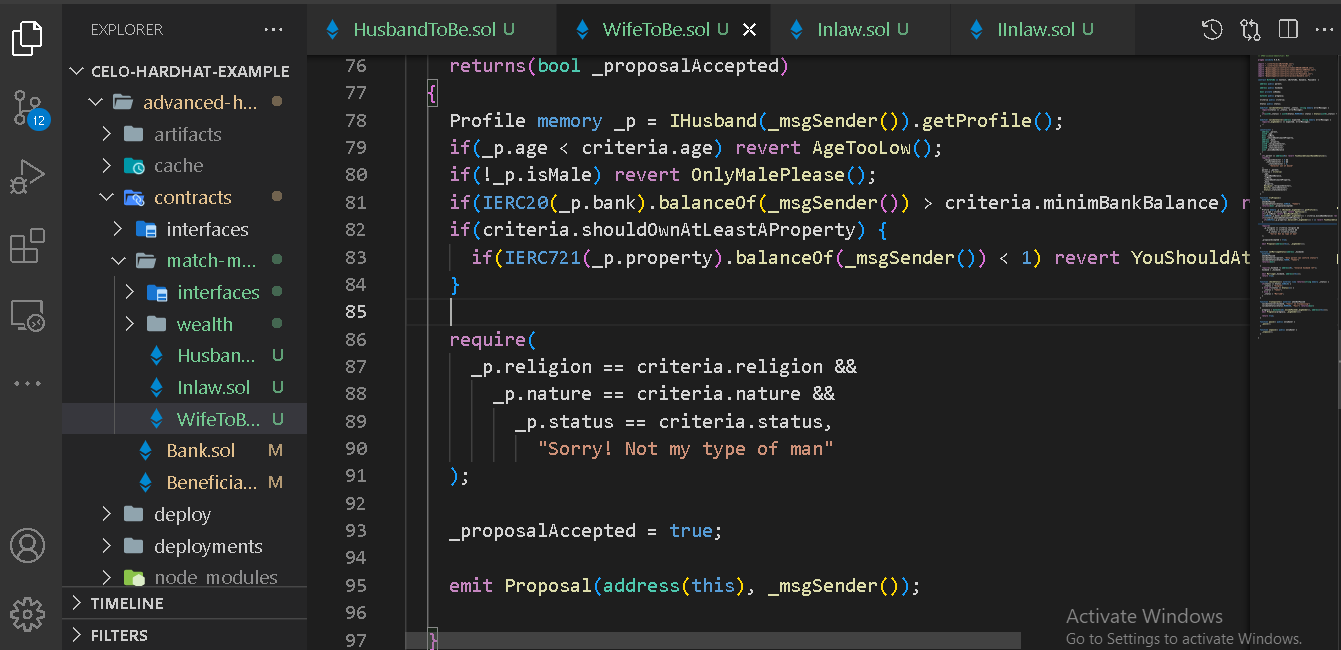 EXPLORER
CELO-HARDHAT-EXAMPLE
advanced-h...
artifacts
cache
contracts
interfaces
match-m...
interfaces
wealth
Husban... U
Inlaw.sol U
WifeToB... U
Bank.sol M
Beneficia... M
deploy
deployments
node_modules
TIMELINE
FILTERS
12
HusbandToBe.sol U
WifeToBe.sol U
Inlaw.sol U
IInlaw.sol U
76 returns(bool _proposalAccepted)
77 {
78 Profile memory _p = IHusband(_msgSender()).getProfile();
79 if(_p.age < criteria.age) revert AgeTooLow();
80 if(!_p.isMale) revert OnlyMalePlease();
81 if(IERC20(_p.bank).balanceOf(_msgSender()) > criteria.minimBankBalance) r
82 if(criteria.shouldOwnAtLeastAProperty) {
83 if(IERC721(_p.property).balanceOf(_msgSender()) < 1) revert YouShouldAt
84 }
85
86 require(
87 _p.religion == criteria.religion &&
88 _p.nature == criteria.nature &&
89 _p.status == criteria.status,
90 "Sorry! Not my type of man"
91 );
92
93 _proposalAccepted = true;
94
95 emit Proposal(address(this), _msgSender());
96
97 }
Activate Windows
Go to Settings to activate Windows.